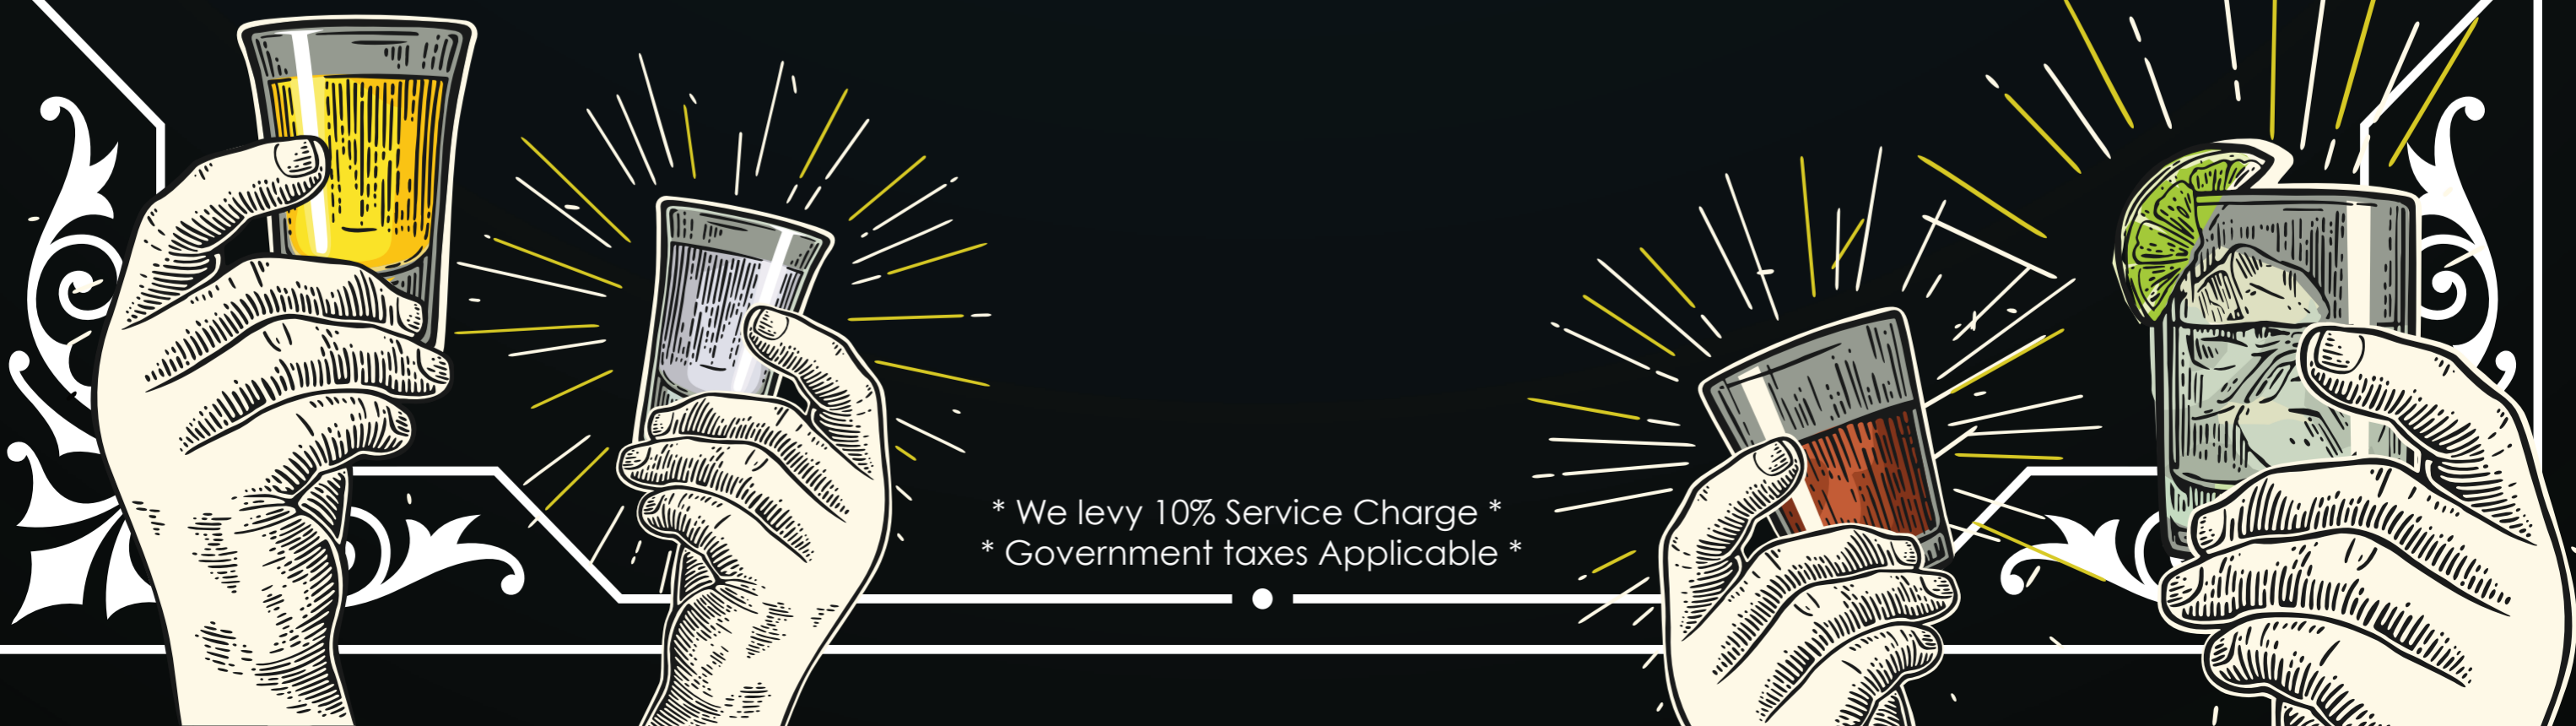 * We levy 10% Service Charge *
* Government taxes Applicable *